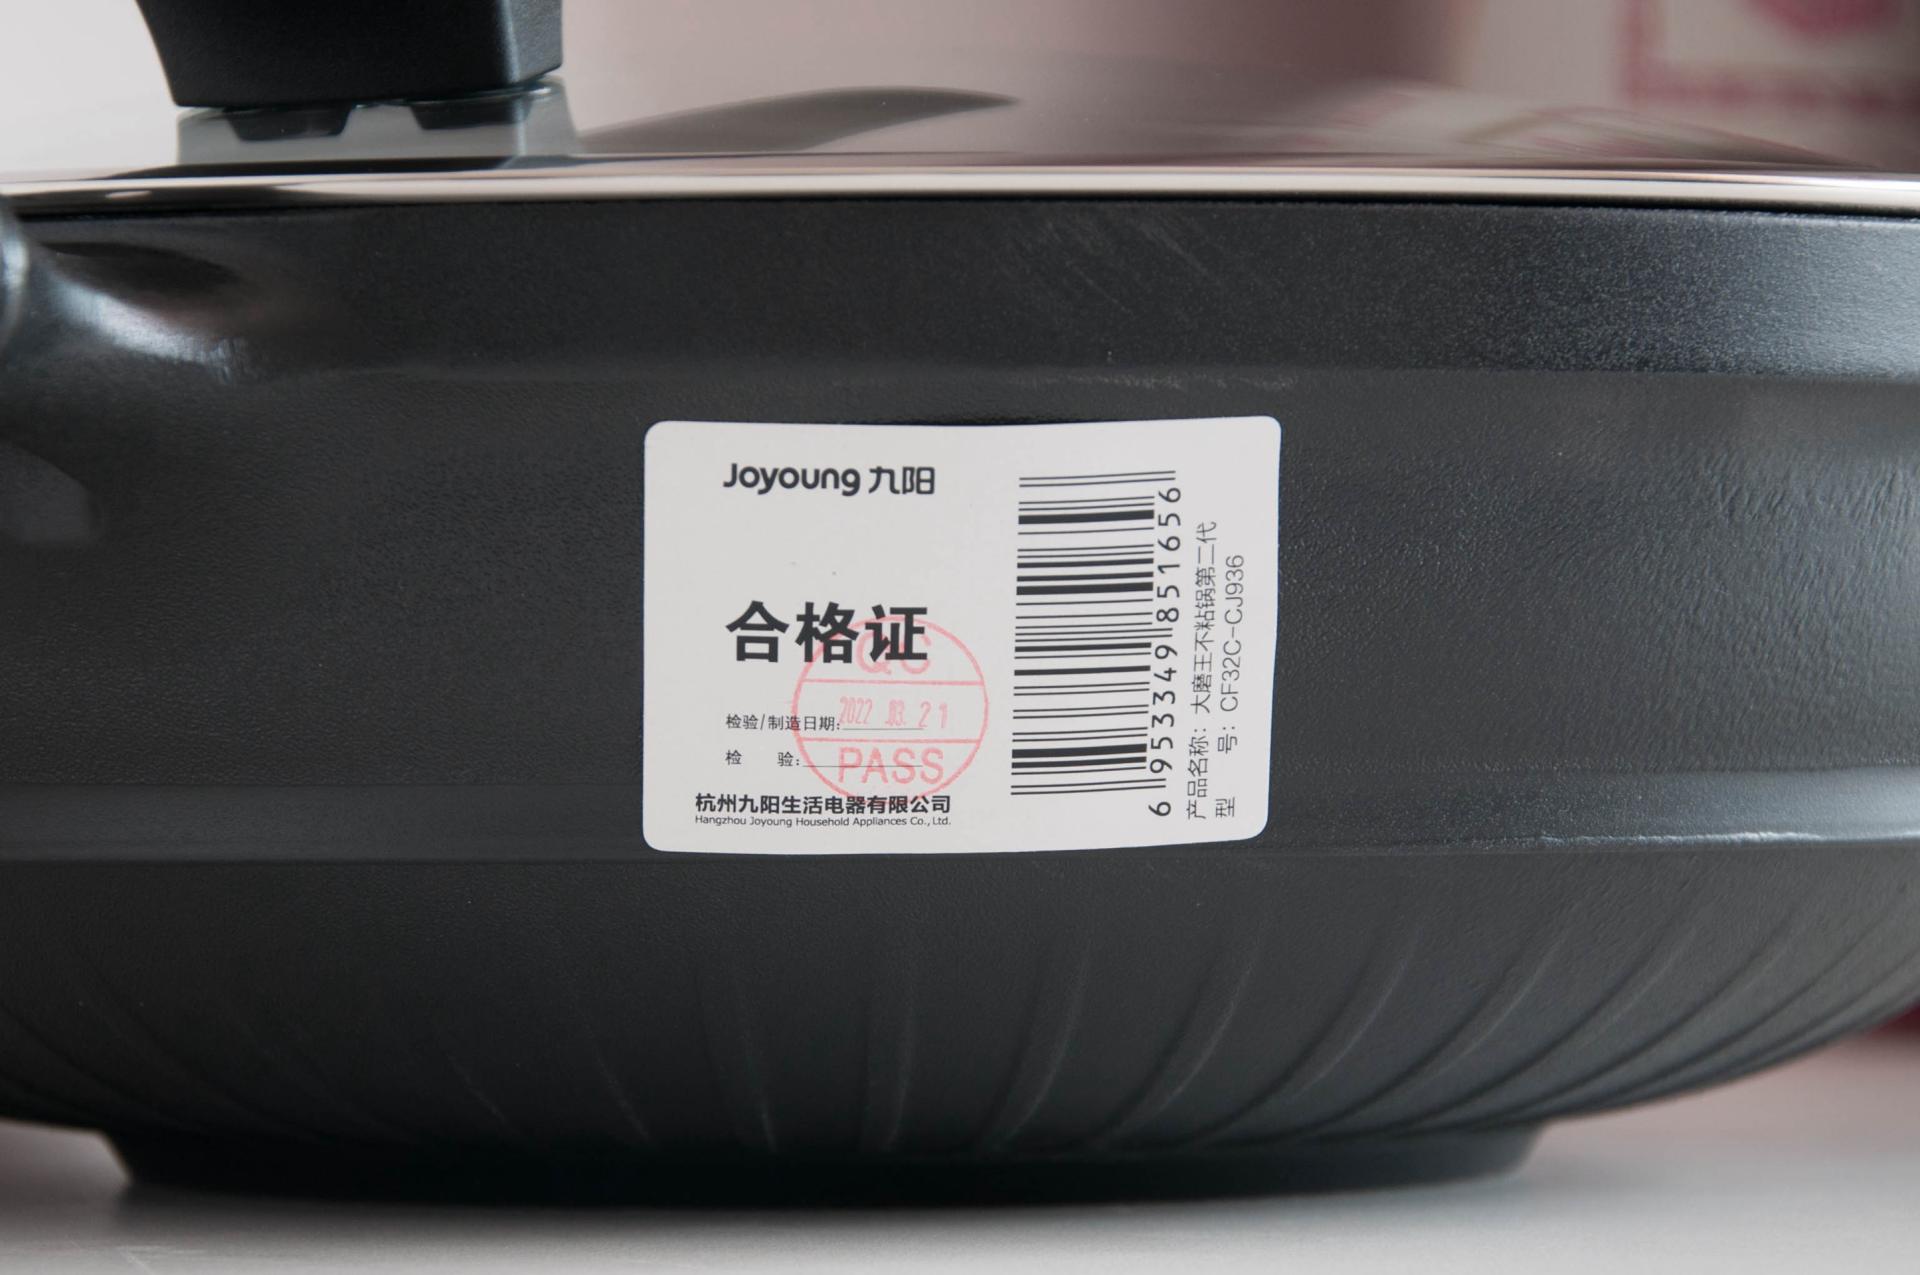 Joyoung 九阳
合格证
QC
检验/制造日期:
2022 .03. 21
检 验:
PASS
杭州九阳生活电器有限公司
Hangzhou Joyoung Household Appliances Co., Ltd.
6 953349 851656
产品名称: 大磨王不粘锅第二代
型 号: CF32C-CJ936